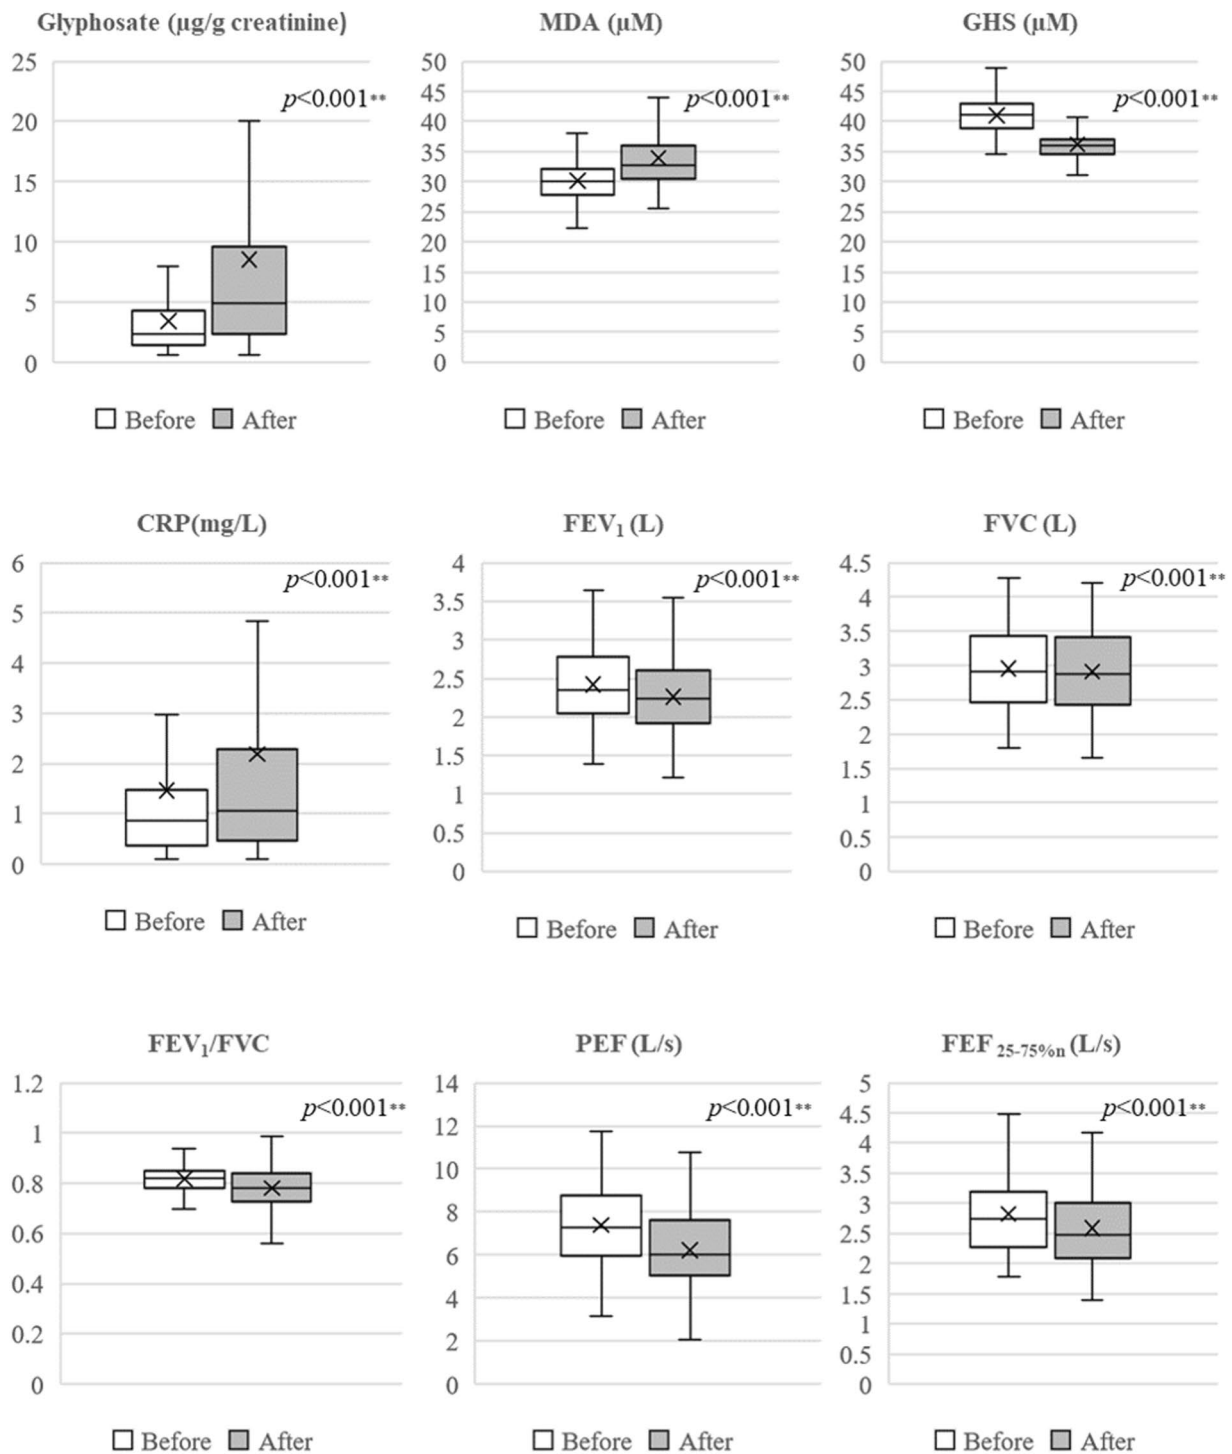 Glyphosate (µg/g creatinine)
25
20
15
10
5
0
p<0.001**
Before After
MDA (µM)
50
45
40
35
30
25
20
15
10
5
0
p<0.001**
Before After
GHS (µM)
50
45
40
35
30
25
20
15
10
5
0
p<0.001**
Before After
CRP(mg/L)
6
5
4
3
2
1
0
p<0.001**
Before After
FEV1 (L)
4
3.5
3
2.5
2
1.5
1
0.5
0
p<0.001**
Before After
FVC (L)
4.5
4
3.5
3
2.5
2
1.5
1
0.5
0
p<0.001**
Before After
FEV1/FVC
1.2
1
0.8
0.6
0.4
0.2
0
p<0.001**
Before After
PEF (L/s)
14
12
10
8
6
4
2
0
p<0.001**
Before After
FEF 25-75%n (L/s)
5
4.5
4
3.5
3
2.5
2
1.5
1
0.5
0
p<0.001**
Before After